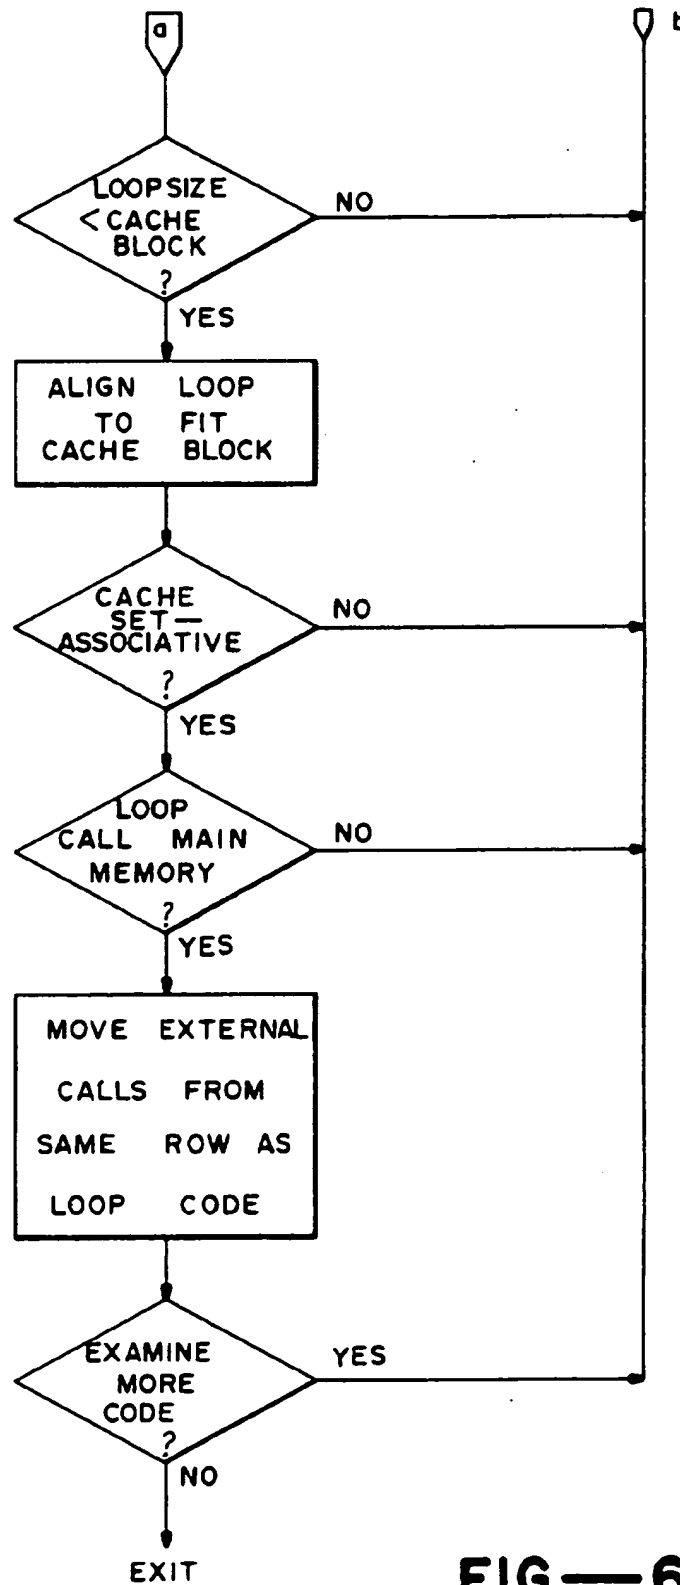 a
LOOPSIZE
< CACHE
BLOCK
?
NO
YES
ALIGN LOOP
TO FIT
CACHE BLOCK
CACHE
SET—
ASSOCIATIVE
?
NO
YES
LOOP
CALL MAIN
MEMORY
?
NO
YES
MOVE EXTERNAL
CALLS FROM
SAME ROW AS
LOOP CODE
EXAMINE
MORE
CODE
?
YES
NO
EXIT
FIG—6